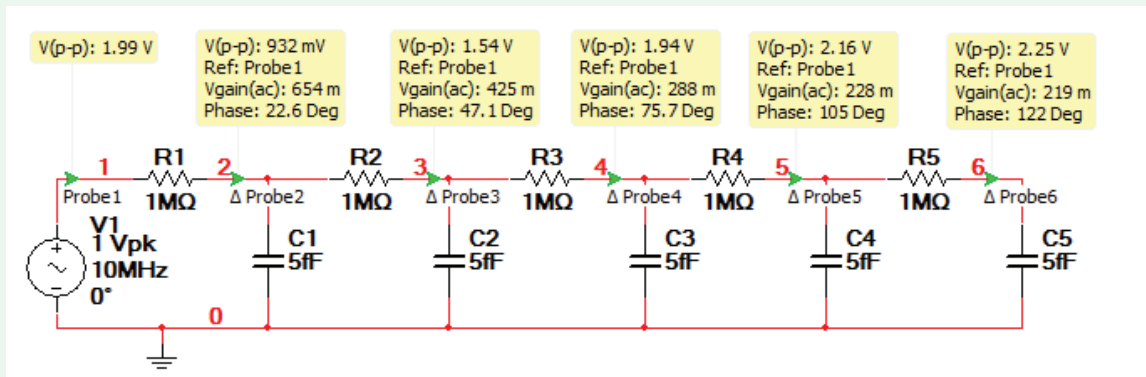 V(p-p): 1.99 V
V(p-p): 932 mV
Ref: Probe1
Vgain(ac): 654 m
Phase: 22.6 Deg
V(p-p): 1.54 V
Ref: Probe1
Vgain(ac): 425 m
Phase: 47.1 Deg
V(p-p): 1.94 V
Ref: Probe1
Vgain(ac): 288 m
Phase: 75.7 Deg
V(p-p): 2.16 V
Ref: Probe1
Vgain(ac): 228 m
Phase: 105 Deg
V(p-p): 2.25 V
Ref: Probe1
Vgain(ac): 219 m
Phase: 122 Deg
1
R1
2
R2
3
R3
4
R4
5
R5
6
Probe1
1MΩ
Δ Probe2
1MΩ
Δ Probe3
1MΩ
Δ Probe4
1MΩ
Δ Probe5
1MΩ
Δ Probe6
V1
1 Vpk
10MHz
0°
C1
5fF
C2
5fF
C3
5fF
C4
5fF
C5
5fF
0